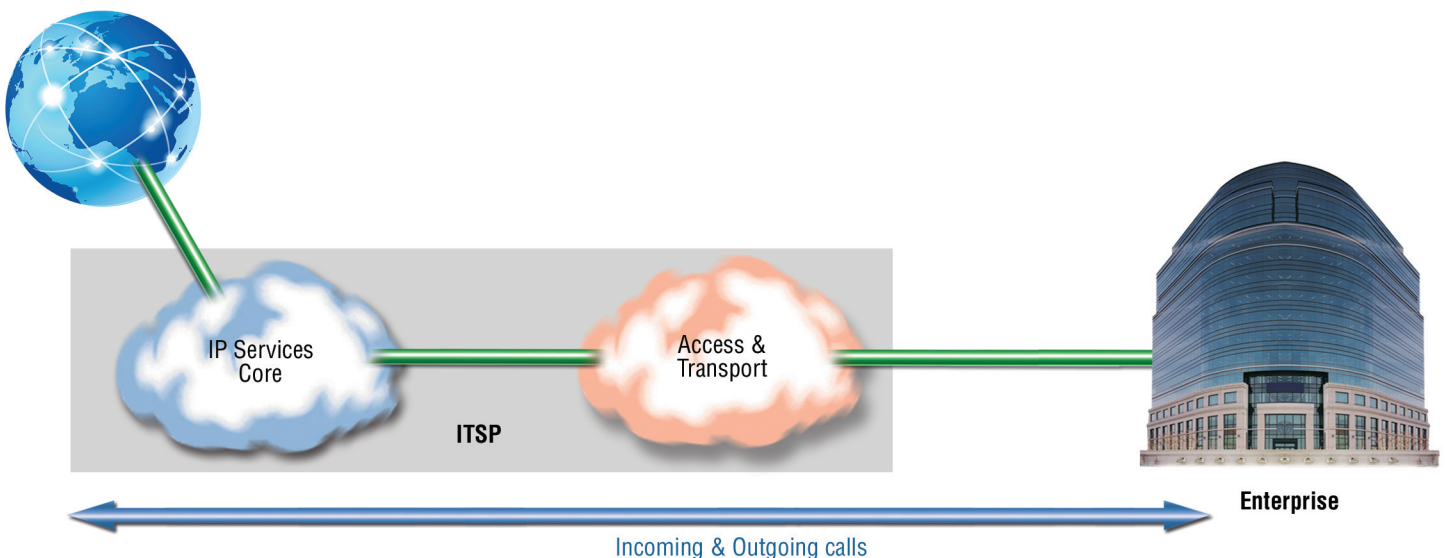 IP Services
Core
Access &
Transport
ITSP
Enterprise
Incoming & Outgoing calls